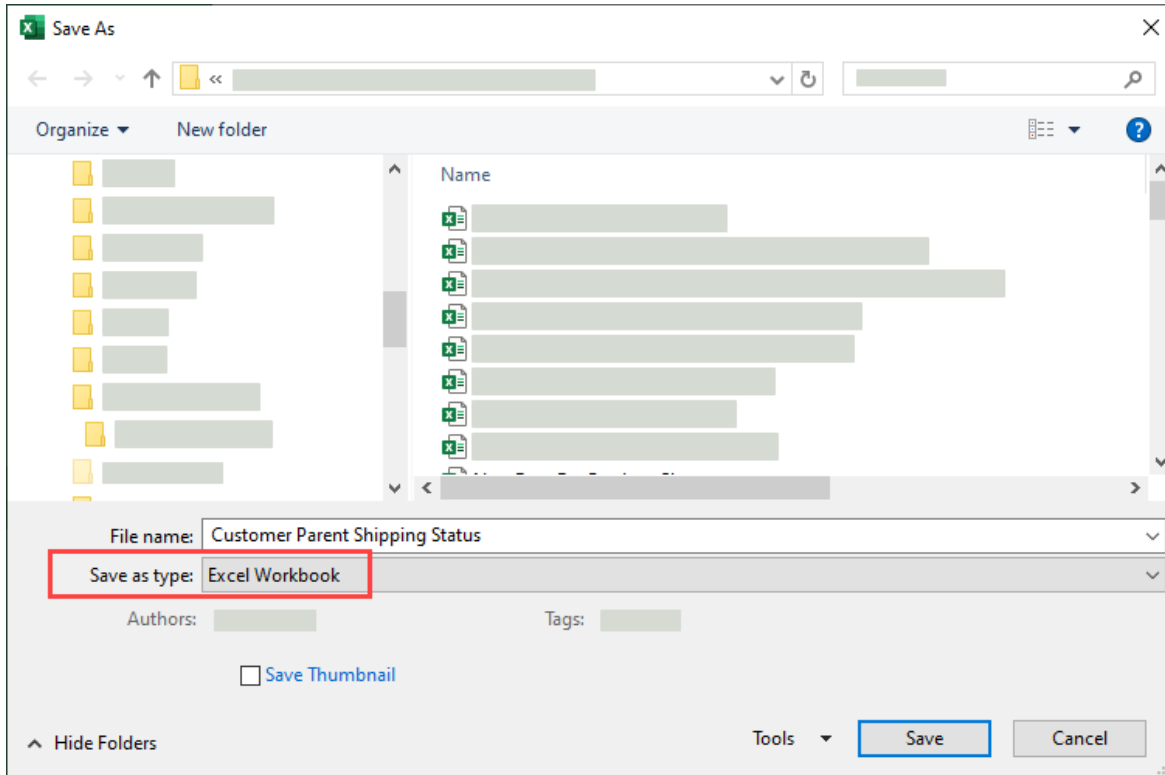 Save As
«
Organize
New folder
Name
File name: Customer Parent Shipping Status
Save as type: Excel Workbook
Authors:
Tags:
Save Thumbnail
Hide Folders
Tools
Save
Cancel